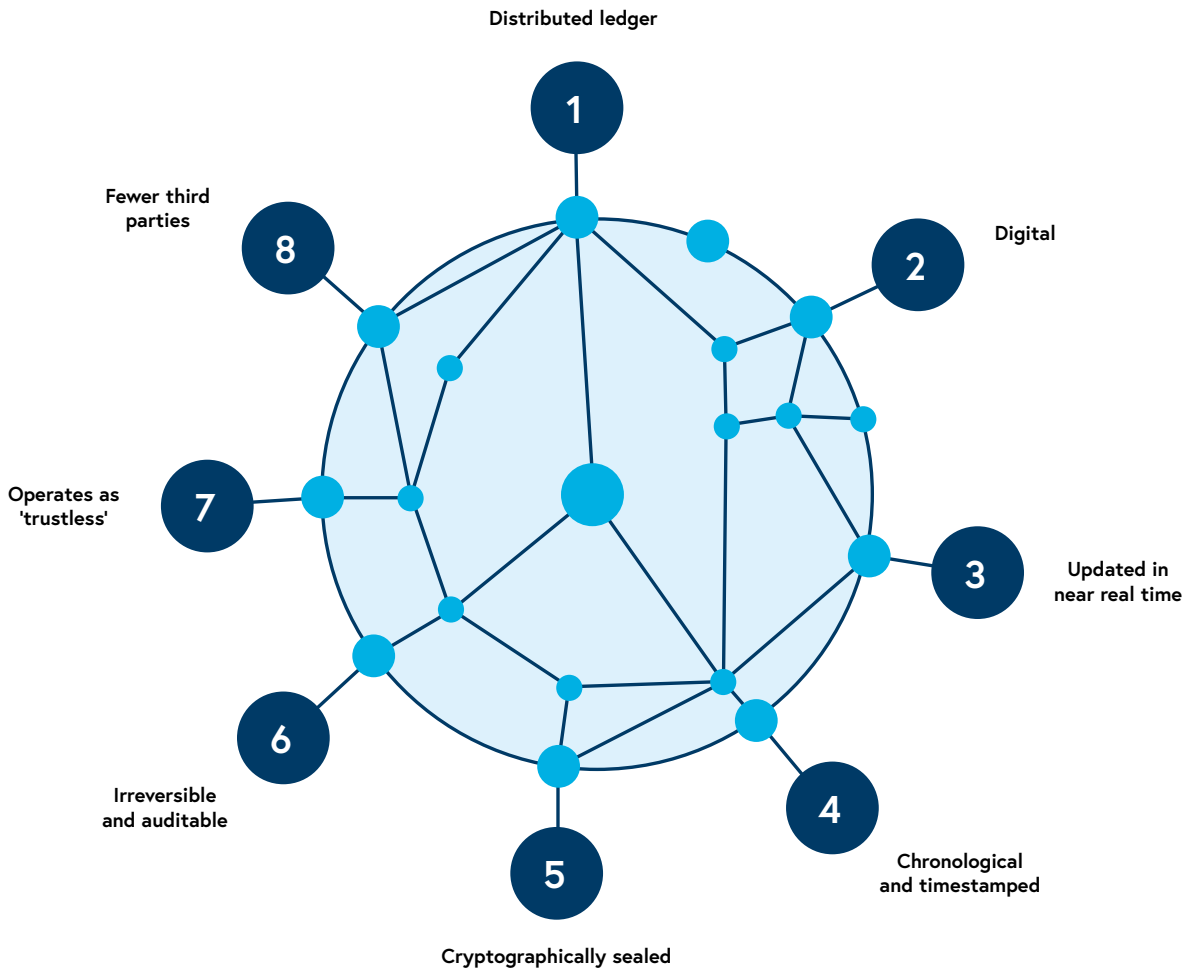 Distributed ledger
1
Digital
2
Updated in
near real time
3
Chronological
and timestamped
4
Cryptographically sealed
5
Irreversible
and auditable
6
Operates as
'trustless'
7
Fewer third
parties
8